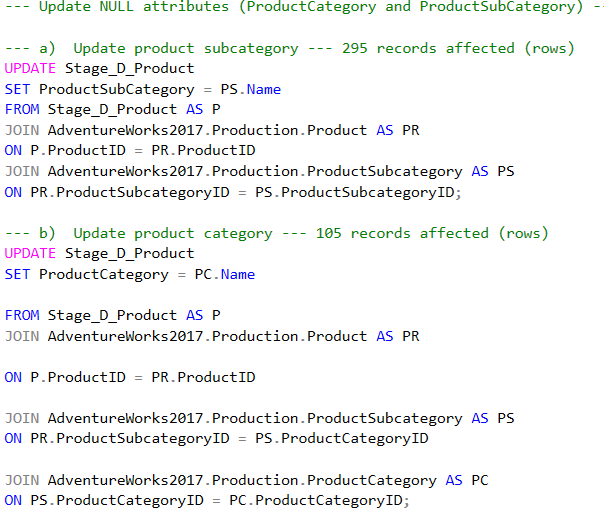 --- Update NULL attributes (ProductCategory and ProductSubCategory) --
--- a)  Update product subcategory --- 295 records affected (rows)
UPDATE Stage_D_Product
SET ProductSubCategory = PS.Name
FROM Stage_D_Product AS P
JOIN AdventureWorks2017.Production.Product AS PR
ON P.ProductID = PR.ProductID
JOIN AdventureWorks2017.Production.ProductSubcategory AS PS
ON PR.ProductSubcategoryID = PS.ProductSubcategoryID;
--- b)  Update product category --- 105 records affected (rows)
UPDATE Stage_D_Product
SET ProductCategory = PC.Name
FROM Stage_D_Product AS P
JOIN AdventureWorks2017.Production.Product AS PR
ON P.ProductID = PR.ProductID
JOIN AdventureWorks2017.Production.ProductSubcategory AS PS
ON PR.ProductSubcategoryID = PS.ProductCategoryID
JOIN AdventureWorks2017.Production.ProductCategory AS PC
ON PS.ProductCategoryID = PC.ProductCategoryID;